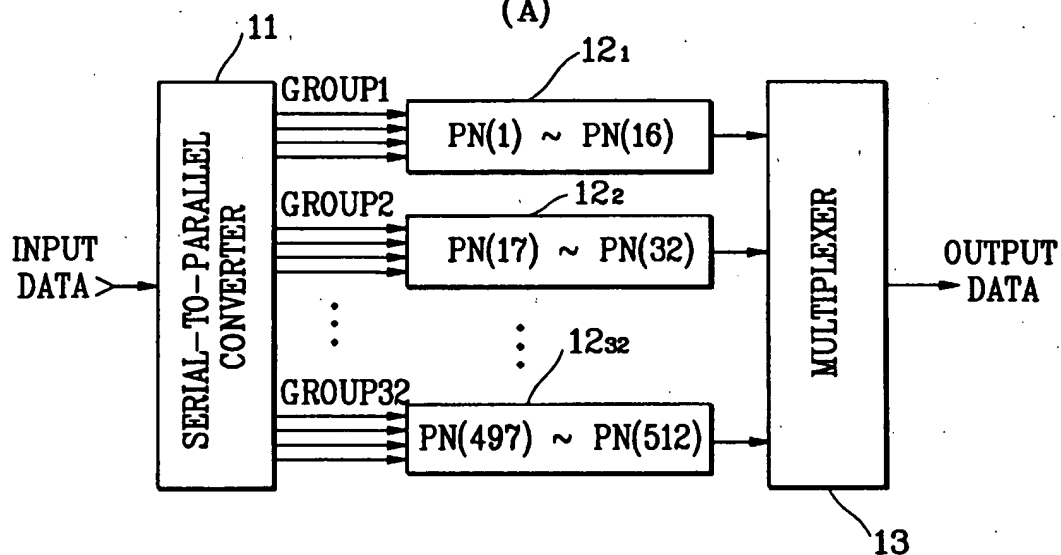 (A)
11
GROUP1
12₁
PN(1) ~ PN(16)
GROUP2
12₂
PN(17) ~ PN(32)
INPUT
DATA
SERIAL-TO-PARALLEL
CONVERTER
MULTIPLEXER
OUTPUT
DATA
GROUP32
12₃₂
PN(497) ~ PN(512)
13